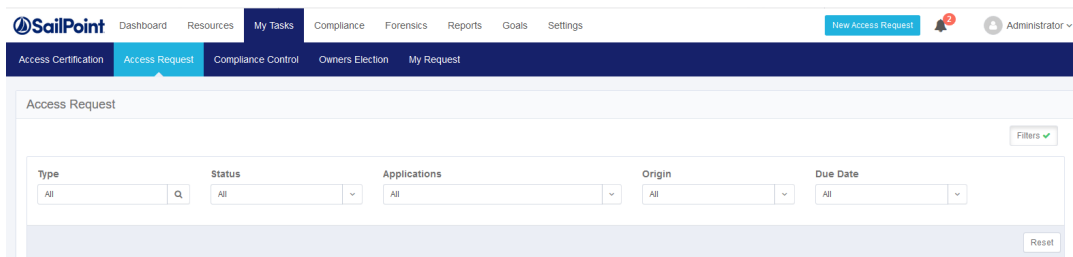 SailPoint Dashboard Resources My Tasks Compliance Forensics Reports Goals Settings New Access Request 2 Administrator
Access Certification Access Request Compliance Control Owners Election My Request
Access Request
Filters
Type Status Applications Origin Due Date
All All All All All
Reset